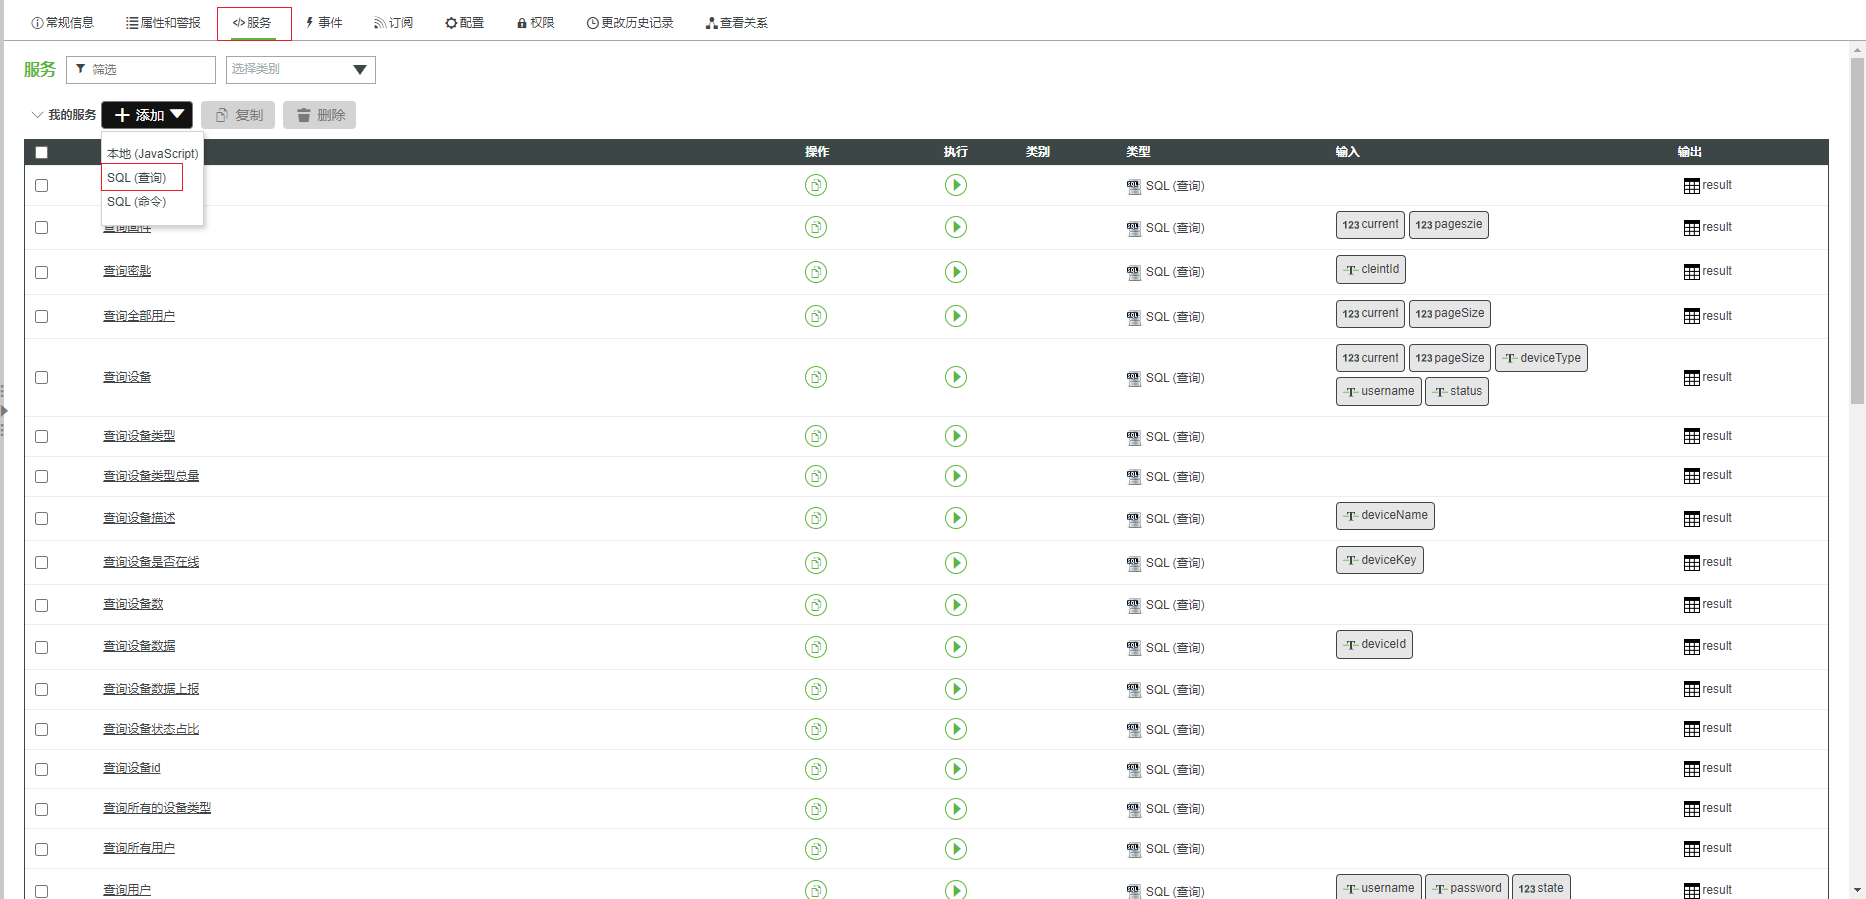 常规信息 属性和警报 </>服务 事件 订阅 配置 权限 更改历史记录 查看关系
服务 筛选 选择类别
我的服务 添加 复制 删除
本地 (JavaScript)
SQL (查询)
SQL (命令)
操作 执行 类别 类型 输入 输出
SQL (查询) result
查询固件 SQL (查询) 123 current 123 pageszie result
查询密匙 SQL (查询) T cleintId result
查询全部用户 SQL (查询) 123 current 123 pageSize result
查询设备 SQL (查询) 123 current 123 pageSize T deviceType result
T username T status
查询设备类型 SQL (查询) result
查询设备类型总量 SQL (查询) result
查询设备描述 SQL (查询) T deviceName result
查询设备是否在线 SQL (查询) T deviceKey result
查询设备数 SQL (查询) result
查询设备数据 SQL (查询) T deviceId result
查询设备数据上报 SQL (查询) result
查询设备状态占比 SQL (查询) result
查询设备id SQL (查询) result
查询所有的设备类型 SQL (查询) result
查询所有用户 SQL (查询) result
查询用户 SQL (查询) T username T password 123 state result